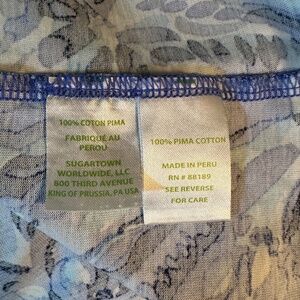 100% COTON PIMA
FABRIQUÉ AU
PEROU
SUGARTOWN
WORLDWIDE, LLC
800 THIRD AVENUE
KING OF PRUSSIA, PA USA
100% PIMA COTTON
MADE IN PERU
RN # 88189
SEE REVERSE
FOR CARE